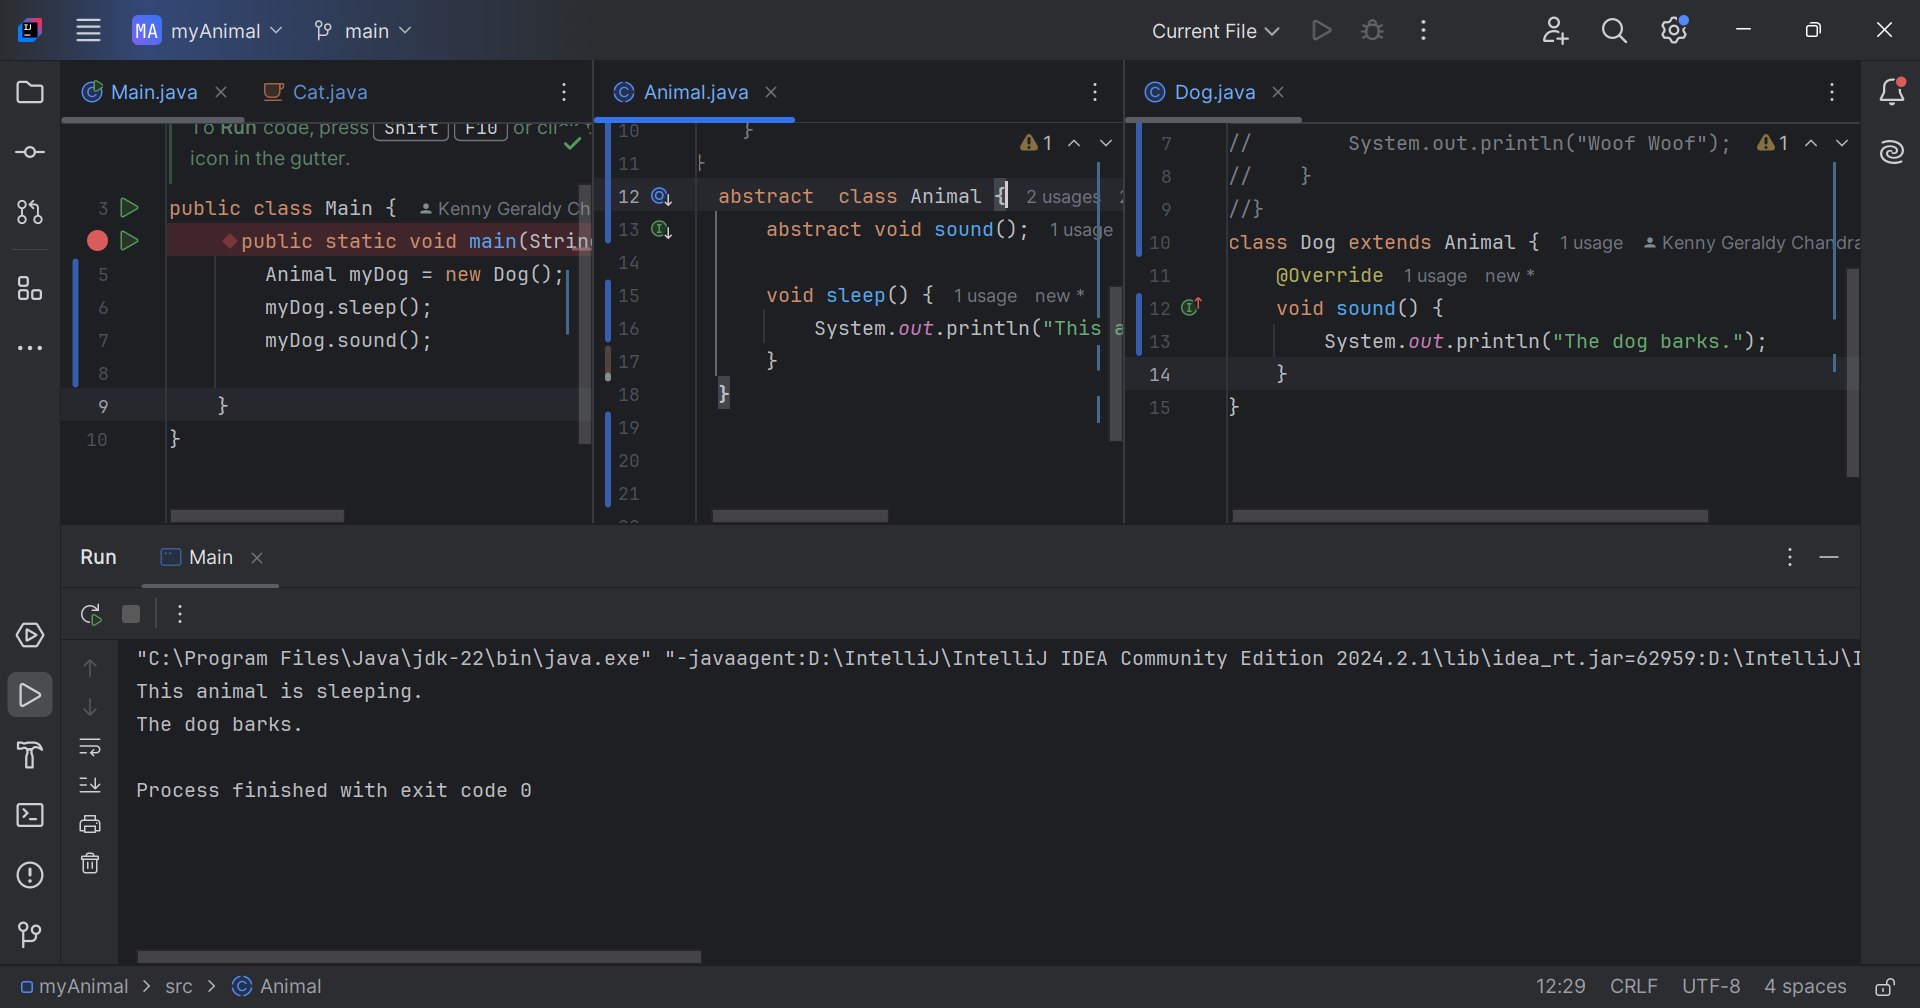 MA myAnimal main Current File
Main.java Cat.java
To Run code, press Shift F10 or click
icon in the gutter.
3 public class Main { Kenny Geraldy Ch
public static void main(Strin
5 Animal myDog = new Dog();
6 myDog.sleep();
7 myDog.sound();
8
9 }
10 }
Animal.java
10 }
11 }
12 abstract  class Animal { 2 usages 2
13 abstract void sound(); 1 usage
14
15 void sleep() { 1 usage new *
16 System.out.println("This a
17 }
18 }
19
20
21
1
Dog.java
7 // System.out.println("Woof Woof"); 1
8 // }
9 //}
10 class Dog extends Animal { 1 usage Kenny Geraldy Chandra
11 @Override 1 usage new *
12 void sound() {
13 System.out.println("The dog barks.");
14 }
15 }
Run Main
"C:\Program Files\Java\jdk-22\bin\java.exe" "-javaagent:D:\IntelliJ\IntelliJ IDEA Community Edition 2024.2.1\lib\idea_rt.jar=62959:D:\IntelliJ\I
This animal is sleeping.
The dog barks.
Process finished with exit code 0
myAnimal > src > Animal 12:29 CRLF UTF-8 4 spaces